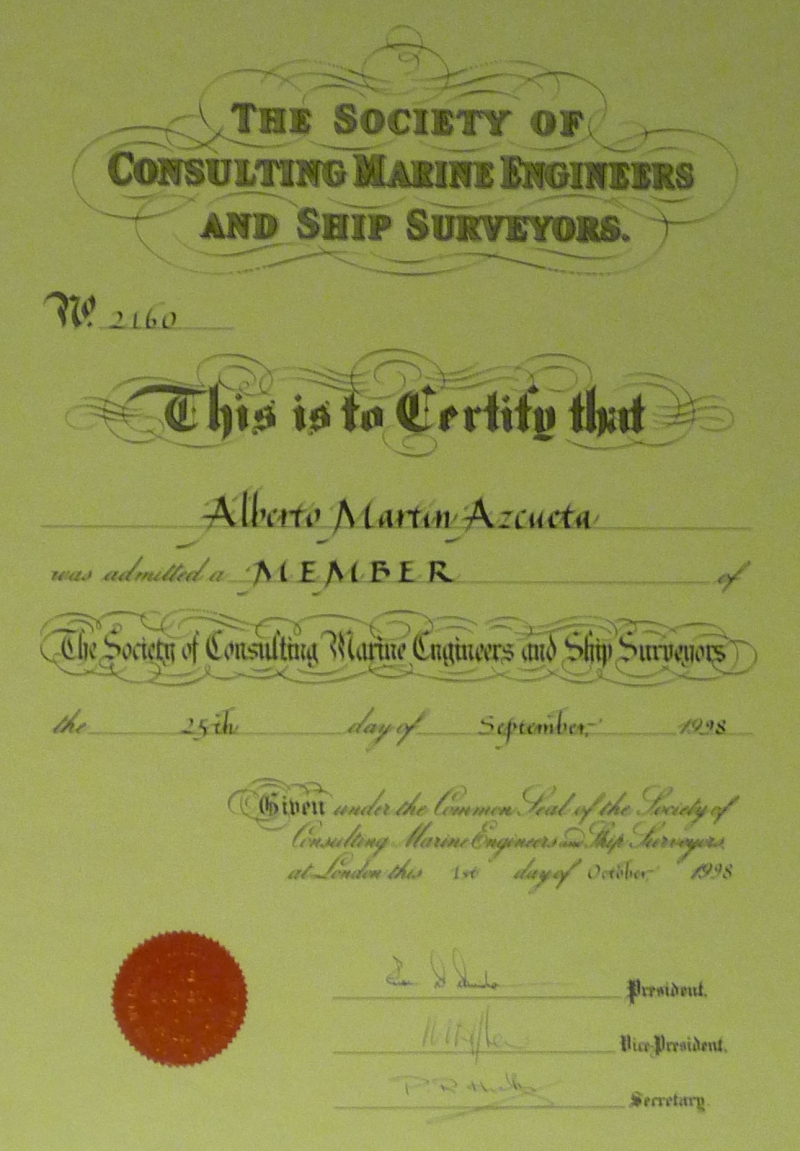 THE SOCIETY OF
CONSULTING MARINE ENGINEERS
AND SHIP SURVEYORS.
No. 2160
This is to Certify that
Alberto Martin Azcueta
was admitted a MEMBER of
The Society of Consulting Marine Engineers and Ship Surveyors
the 25th day of September 1998
Given under the Common Seal of the Society of
Consulting Marine Engineers and Ship Surveyors,
at London this 1st day of October 1998
President.
Vice-President.
Secretary.